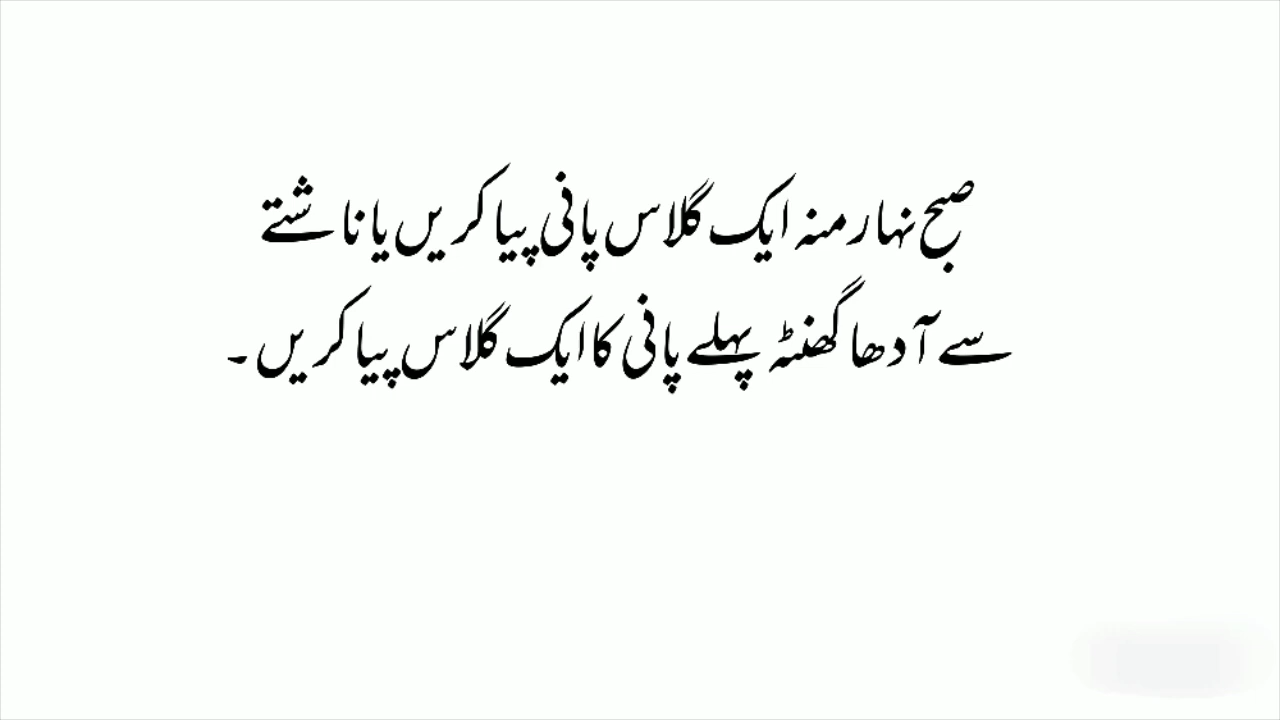 صبح نہار منہ ایک گلاس پانی پیا کریں یا ناشتے
سے آدھا گھنٹہ پہلے پانی کا ایک گلاس پیا کریں۔